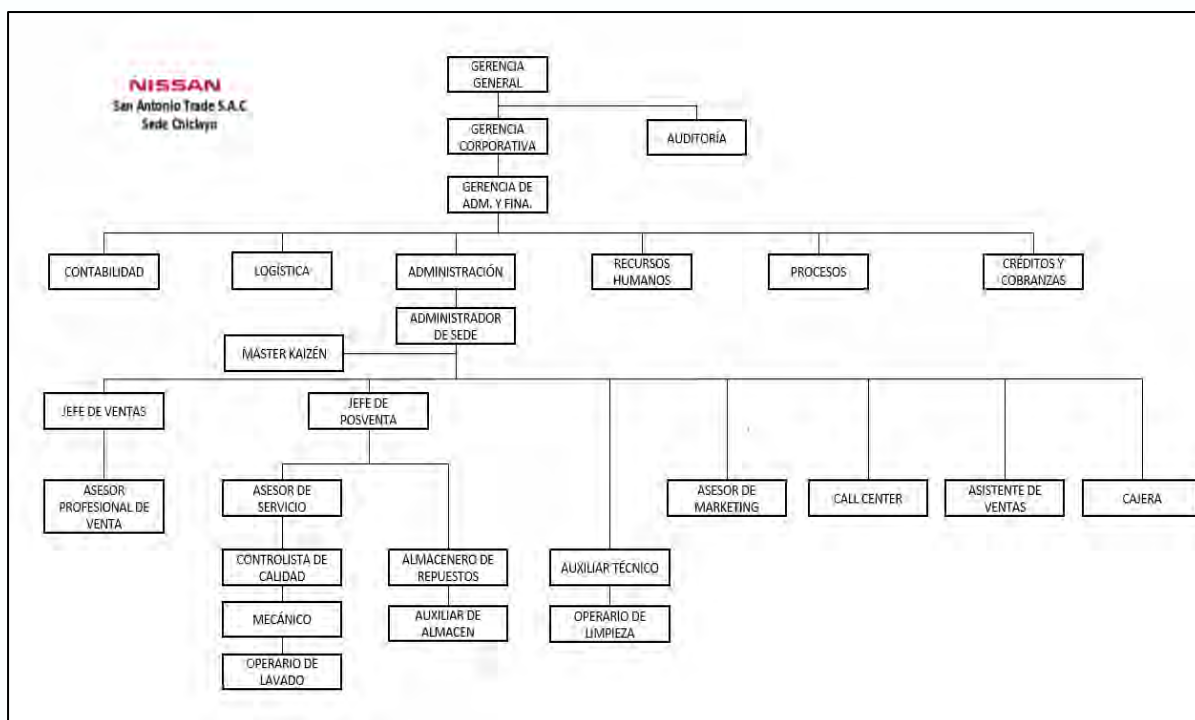 NISSAN
San Antonio Trade S.A.C
Sede Chiclayo
GERENCIA
GENERAL
GERENCIA
CORPORATIVA
AUDITORÍA
GERENCIA DE
ADM. Y FINA.
CONTABILIDAD
LOGÍSTICA
ADMINISTRACIÓN
RECURSOS
HUMANOS
PROCESOS
CRÉDITOS Y
COBRANZAS
ADMINISTRADOR
DE SEDE
MASTER KAIZÉN
JEFE DE VENTAS
JEFE DE
POSVENTA
ASESOR
PROFESIONAL DE
VENTA
ASESOR DE
SERVICIO
ASESOR DE
MARKETING
CALL CENTER
ASISTENTE DE
VENTAS
CAJERA
CONTROLISTA DE
CALIDAD
ALMACENERO DE
REPUESTOS
AUXILIAR TÉCNICO
MECÁNICO
AUXILIAR DE
ALMACEN
OPERARIO DE
LIMPIEZA
OPERARIO DE
LAVADO